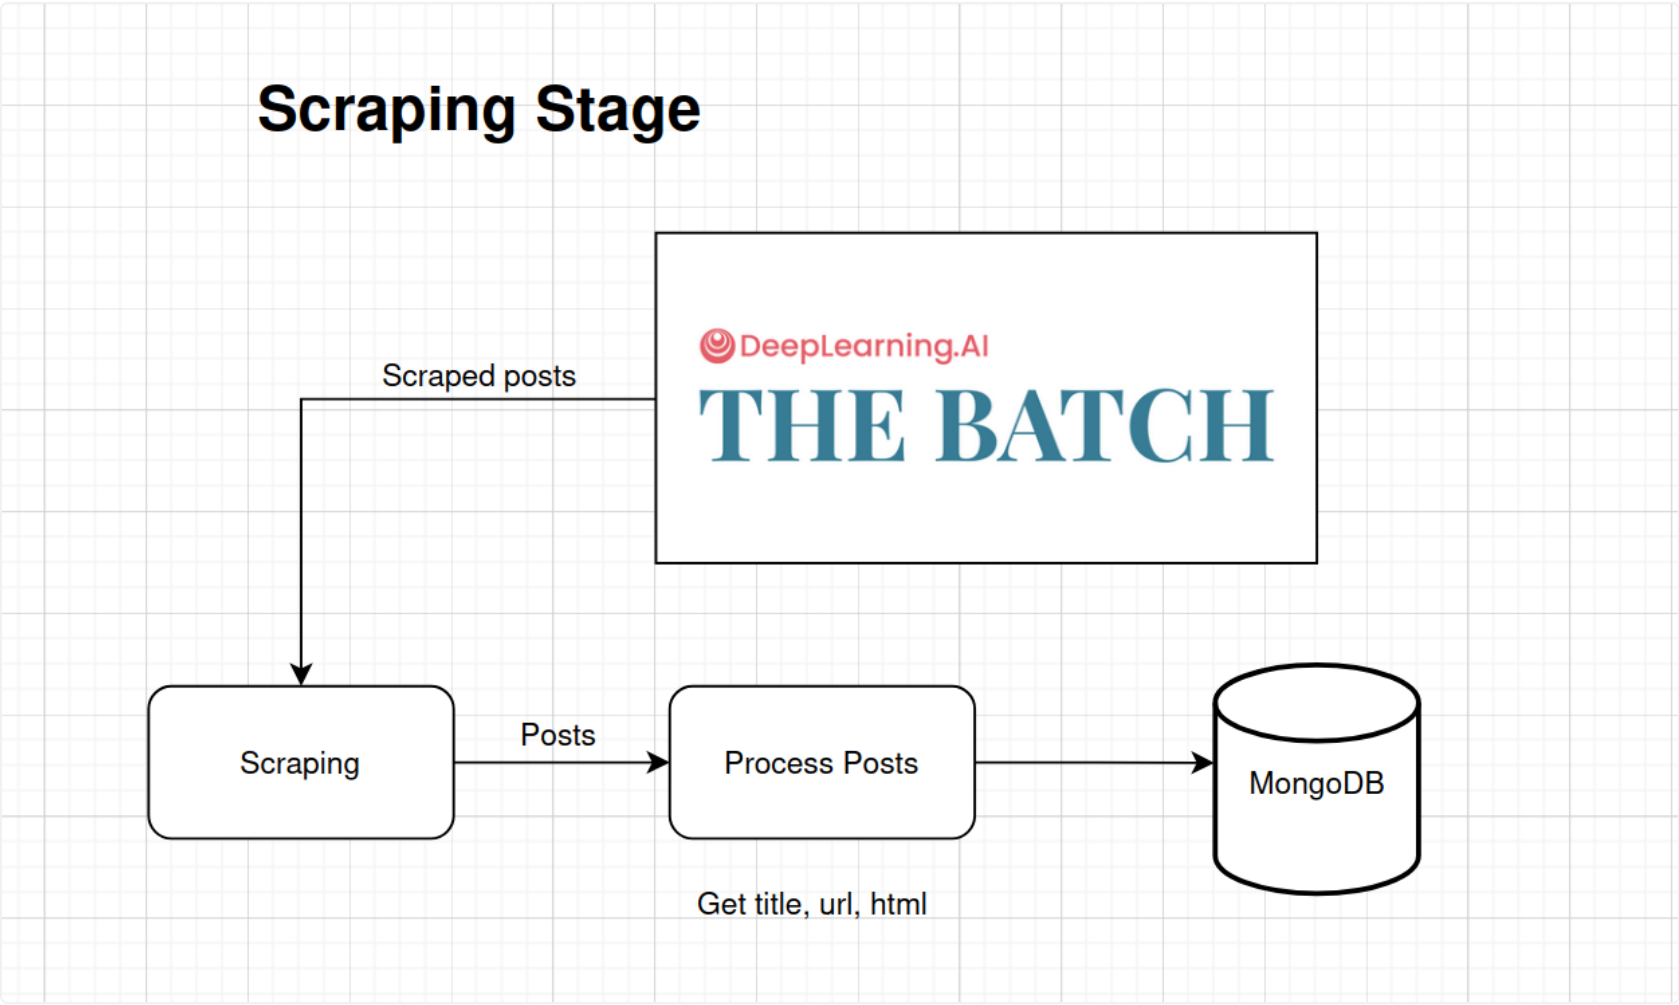 Scraping Stage
DeepLearning.AI
THE BATCH
Scraped posts
Scraping
Posts
Process Posts
MongoDB
Get title, url, html